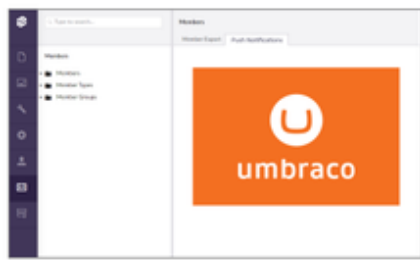 Type to search...
Members
Members
Member Types
Member Groups
Members
Member Export
Push Notifications
umbraco